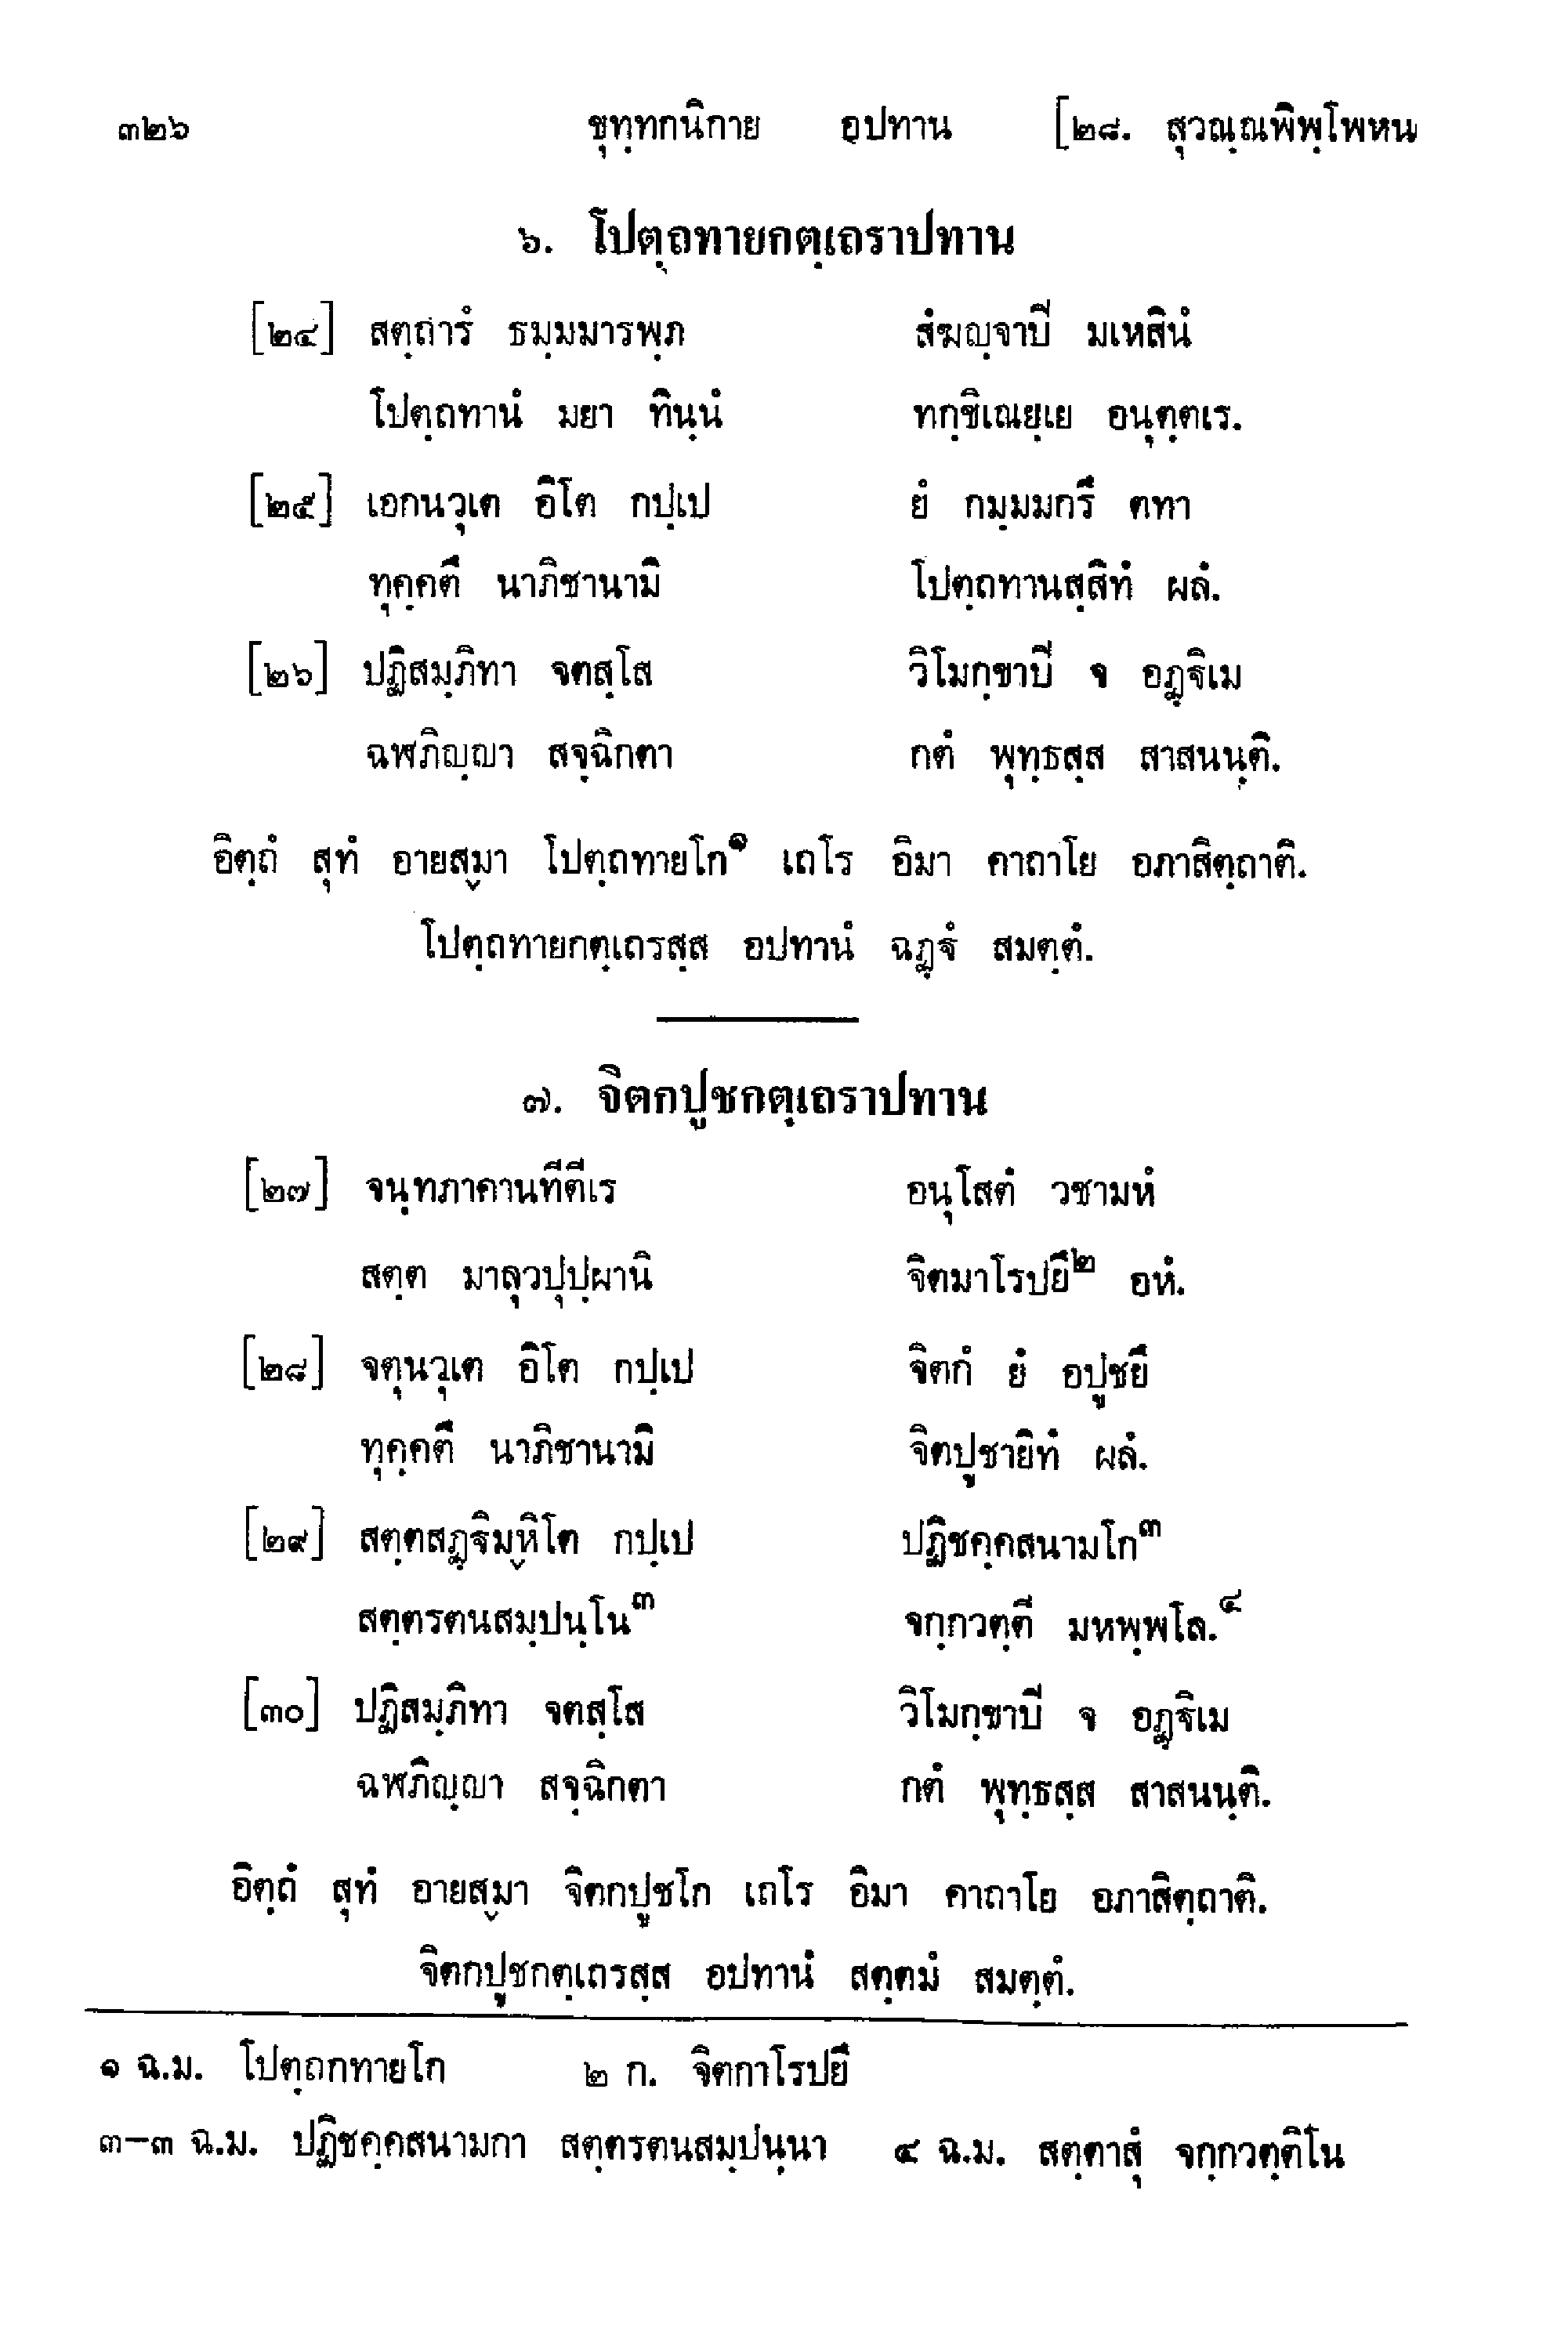 ๓๒๖ ขุทฺทกนิกาย อปทาน [๒๘. สุวณฺณพิพฺโพหน
๖. โปตฺถทายกตฺเถราปทาน
[๒๔] สตฺถารํ ธมฺมมารพฺภ สํฆญฺจาปิ มเหสินํ
โปตฺถทานํ มยา ทินฺนํ ทกฺขิเณยฺเย อนุตฺตเร.
[๒๕] เอกนวุเต อิโต กปฺเป ยํ กมฺมมกรึ ตทา
ทุคฺคตึ นาภิชานามิ โปตฺถทานสฺสิทํ ผลํ.
[๒๖] ปฏิสมฺภิทา จตสฺโส วิโมกฺขาปิ จ อฏฺฐิเม
ฉฬภิญฺญา สจฺฉิกตา กตํ พุทฺธสฺส สาสนนฺติ.
อิตฺถํ สุทํ อายสฺมา โปตฺถทายโก๑ เถโร อิมา คาถาโย อภาสิตฺถาติ.
โปตฺถทายกตฺเถรสฺส อปทานํ ฉฏฺฐํ สมตฺตํ.
๗. จิตกปูชกตฺเถราปทาน
[๒๗] จนฺทภาคานทีตีเร อนุโสตํ วชามหํ
สตฺต มาลุวปุปฺผานิ จิตมาโรปยึ๒ อหํ.
[๒๘] จตุนวุเต อิโต กปฺเป จิตกํ ยํ อปูชยึ
ทุคฺคตึ นาภิชานามิ จิตปูชายิทํ ผลํ.
[๒๙] สตฺตสฏฺฐิมฺหิโต กปฺเป ปฏิชคฺคสนามโก๓
สตฺตรตนสมฺปนฺโน๓ จกฺกวตฺตี มหพฺพโล.๔
[๓๐] ปฏิสมฺภิทา จตสฺโส วิโมกฺขาปิ จ อฏฺฐิเม
ฉฬภิญฺญา สจฺฉิกตา กตํ พุทฺธสฺส สาสนนฺติ.
อิตฺถํ สุทํ อายสฺมา จิตกปูชโก เถโร อิมา คาถาโย อภาสิตฺถาติ.
จิตกปูชกตฺเถรสฺส อปทานํ สตฺตมํ สมตฺตํ.
๑ ฉ.ม. โปตฺถกทายโก ๒ ก. จิตกาโรปยึ
๓–๓ ฉ.ม. ปฏิชคฺคสนามกา สตฺตรตนสมฺปนฺนา ๔ ฉ.ม. สตฺตาสุํ จกฺกวตฺติโน